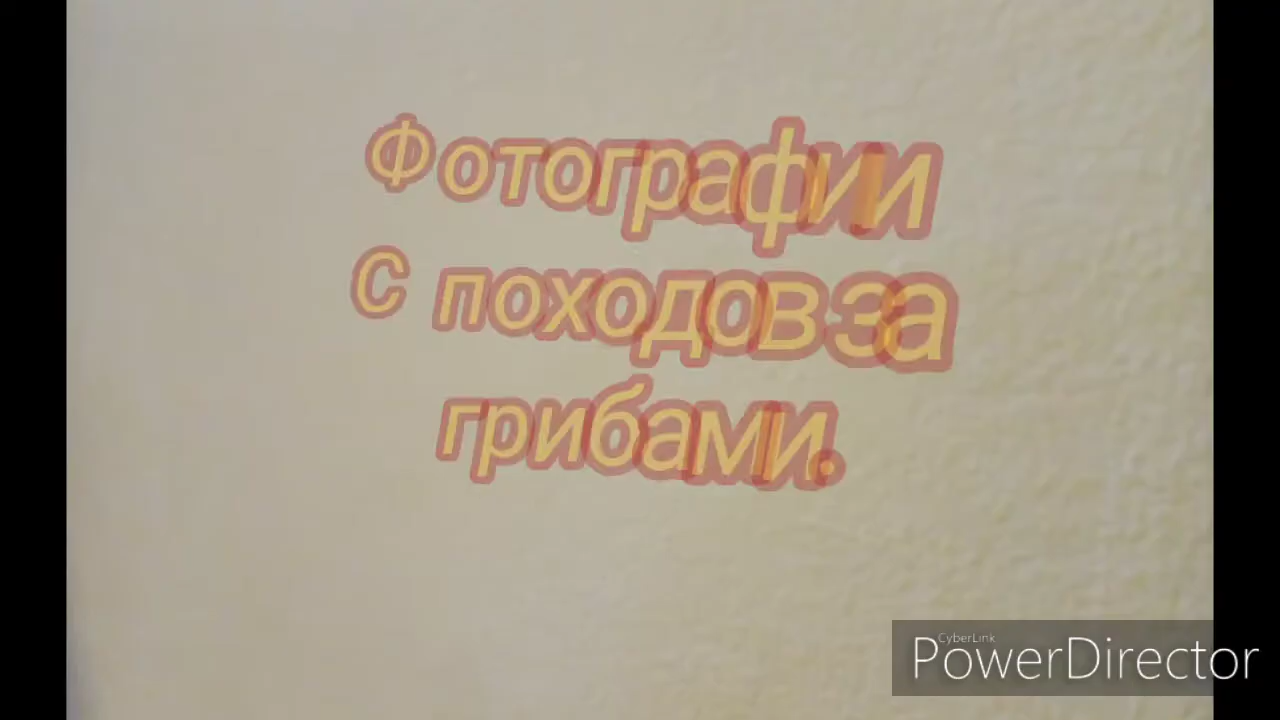 Фотографии
С походов за
грибами.
CyberLink
PowerDirector